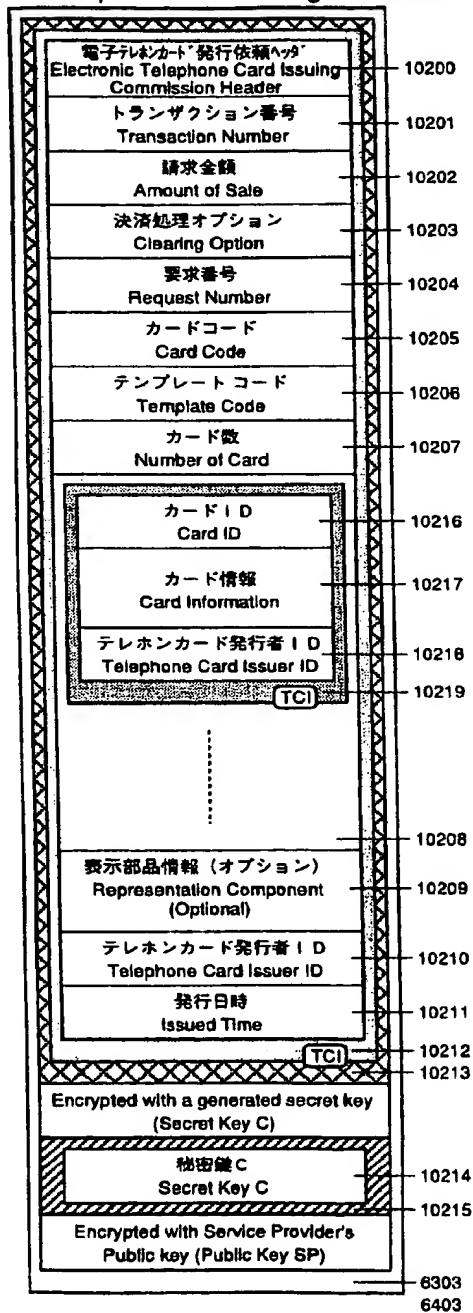 電子テレホンカード発行依頼ヘッダ
Electronic Telephone Card Issuing
Commission Header
10200
トランザクション番号
Transaction Number
10201
請求金額
Amount of Sale
10202
決済処理オプション
Clearing Option
10203
要求番号
Request Number
10204
カードコード
Card Code
10205
テンプレートコード
Template Code
10206
カード数
Number of Card
10207
カードID
Card ID
10216
カード情報
Card Information
10217
テレホンカード発行者ID
Telephone Card Issuer ID
10218
TCI
10219
10208
表示部品情報（オプション）
Representation Component
(Optional)
10209
テレホンカード発行者ID
Telephone Card Issuer ID
10210
発行日時
Issued Time
10211
TCI
10212
10213
Encrypted with a generated secret key
(Secret Key C)
秘密鍵C
Secret Key C
10214
10215
Encrypted with Service Provider's
Public key (Public Key SP)
6303
6403